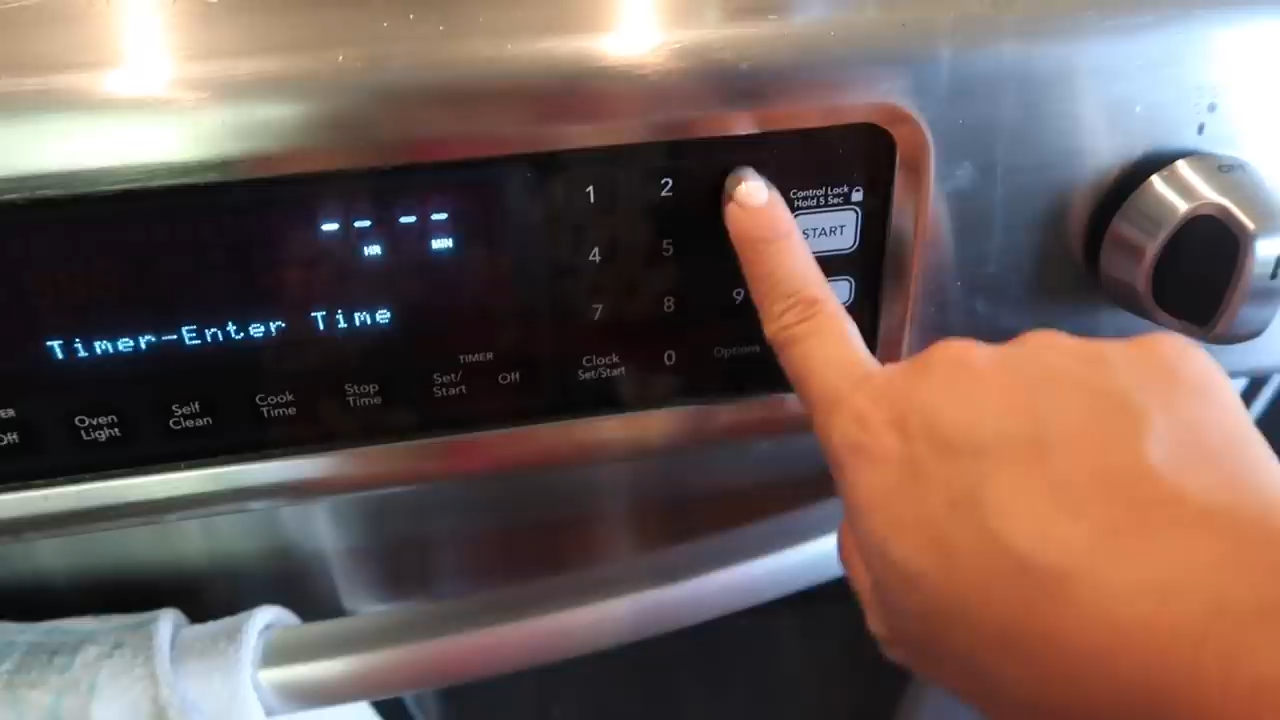 -- --
HR MIN
Timer-Enter Time
1 2
4 5
7 8 9
0
Control Lock
Hold 5 Sec
START
Options
Clock
Set/Start
TIMER
Set/
Start
Off
Stop
Time
Cook
Time
Self
Clean
Oven
Light
Off